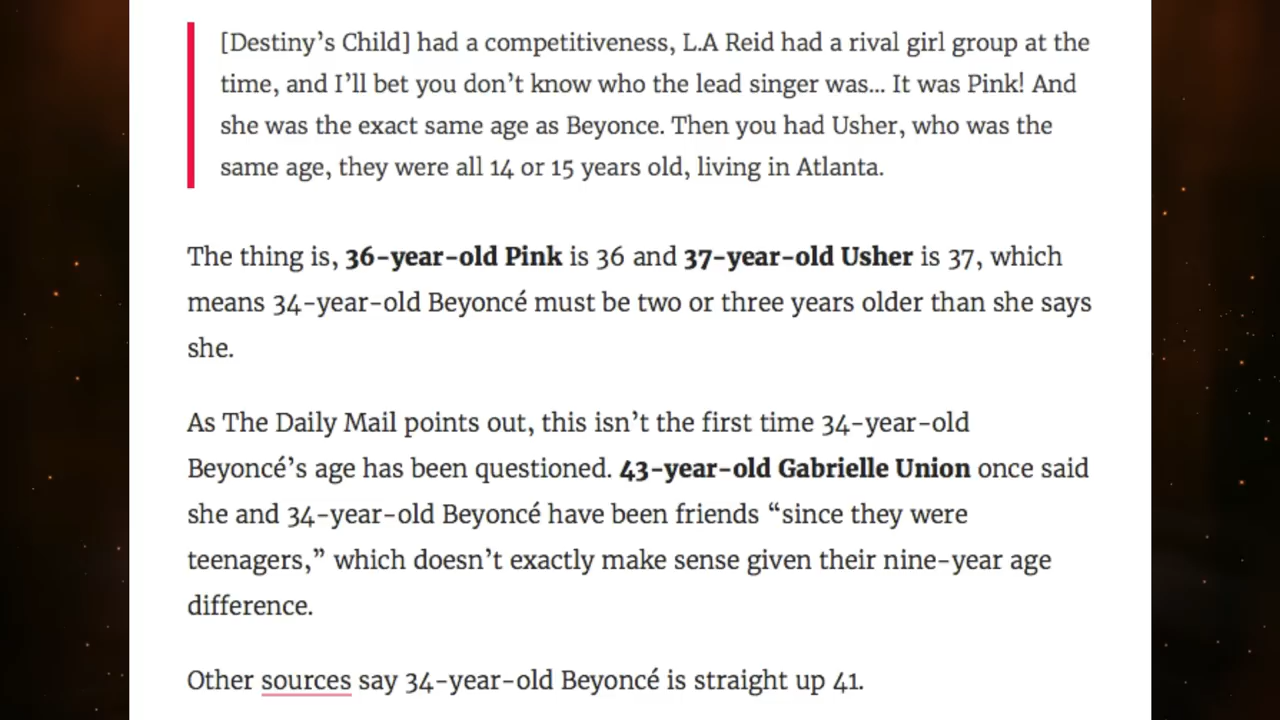 [Destiny’s Child] had a competitiveness, L.A Reid had a rival girl group at the
time, and I’ll bet you don’t know who the lead singer was... It was Pink! And
she was the exact same age as Beyonce. Then you had Usher, who was the
same age, they were all 14 or 15 years old, living in Atlanta.
The thing is, 36-year-old Pink is 36 and 37-year-old Usher is 37, which
means 34-year-old Beyoncé must be two or three years older than she says
she.
As The Daily Mail points out, this isn’t the first time 34-year-old
Beyoncé’s age has been questioned. 43-year-old Gabrielle Union once said
she and 34-year-old Beyoncé have been friends “since they were
teenagers,” which doesn’t exactly make sense given their nine-year age
difference.
Other sources say 34-year-old Beyoncé is straight up 41.